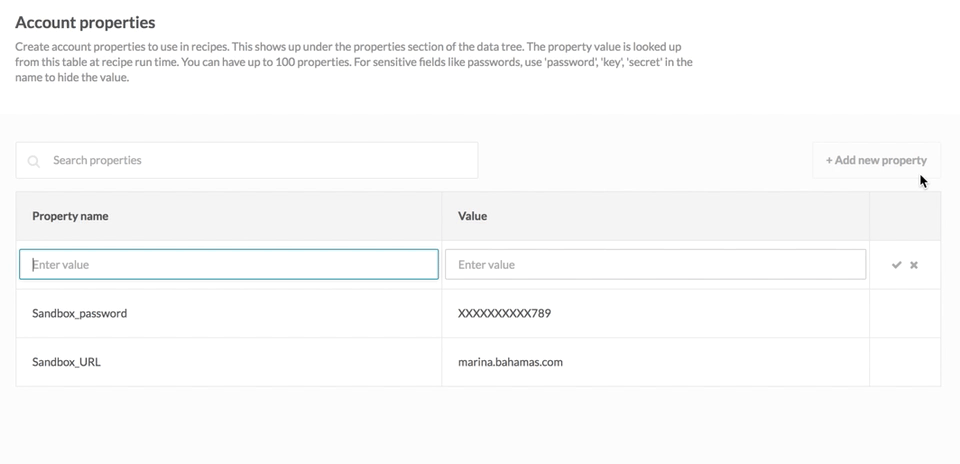 Account properties
Create account properties to use in recipes. This shows up under the properties section of the data tree. The property value is looked up
from this table at recipe run time. You can have up to 100 properties. For sensitive fields like passwords, use 'password', 'key', 'secret' in the
name to hide the value.
Search properties
+ Add new property
Property name Value
Enter value Enter value
Sandbox_password XXXXXXXXXX789
Sandbox_URL marina.bahamas.com